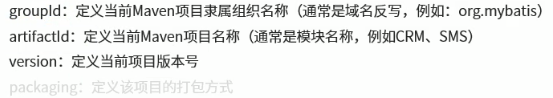 groupId：定义当前Maven项目隶属组织名称（通常是域名反写，例如：org.mybatis）
artifactId：定义当前Maven项目名称（通常是模块名称，例如CRM、SMS）
version：定义当前项目版本号
packaging：定义该项目的打包方式